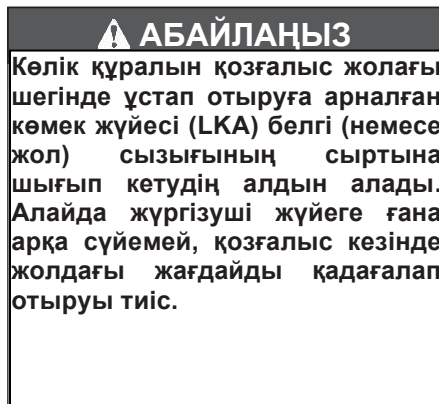 АБАЙЛАҢЫЗ
Көлік құралын қозғалыс жолағы
шегінде ұстап отыруға арналған
көмек жүйесі (LKA) белгі (немесе
жол) сызығының сыртына
шығып кетудің алдын алады.
Алайда жүргізуші жүйеге ғана
арқа сүйемей, қозғалыс кезінде
жолдағы жағдайды қадағалап
отыруы тиіс.